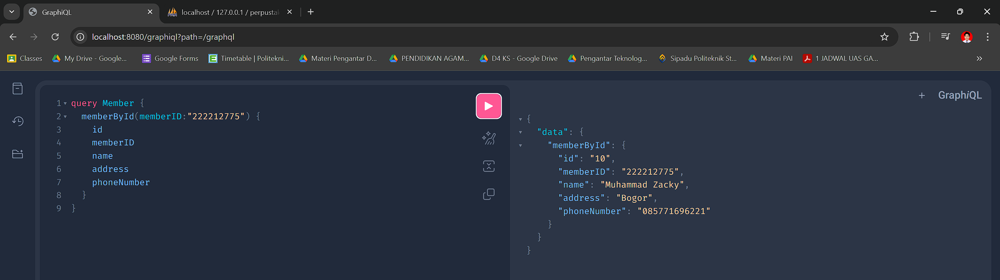 GraphiQL
localhost / 127.0.0.1 / perpustak
localhost:8080/graphiql?path=/graphql
Classes
My Drive - Google...
Google Forms
Timetable | Politekni...
Materi Pengantar D...
PENDIDIKAN AGAM...
D4 KS - Google Drive
Pengantar Teknolog...
Sipadu Politeknik St...
Materi PAI
1 JADWAL UAS GA...
1 query Member {
2 memberById(memberID:"222212775") {
3 id
4 memberID
5 name
6 address
7 phoneNumber
8 }
9 }
+ GraphiQL
{
"data": {
"memberById": {
"id": "10",
"memberID": "222212775",
"name": "Muhammad Zacky",
"address": "Bogor",
"phoneNumber": "085771696221"
}
}
}